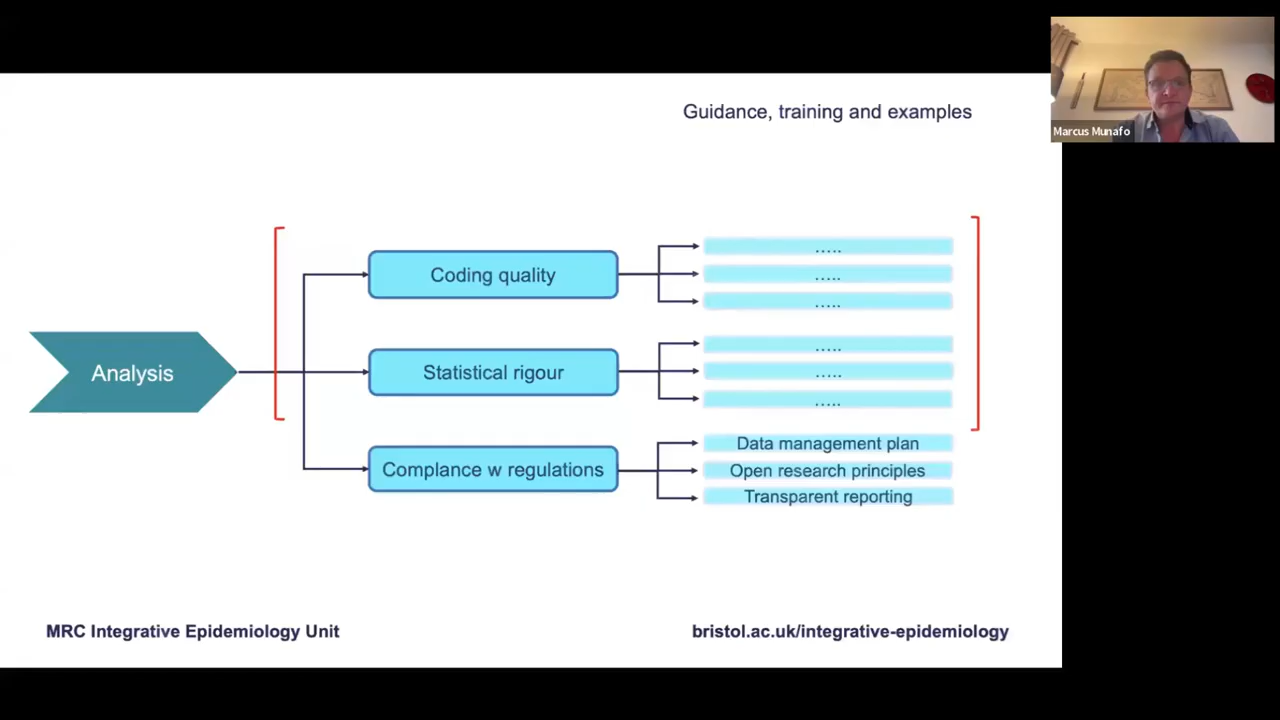 Guidance, training and examples
Marcus Munafo
Analysis
Coding quality
.....
.....
.....
Statistical rigour
.....
.....
.....
Complance w regulations
Data management plan
Open research principles
Transparent reporting
MRC Integrative Epidemiology Unit
bristol.ac.uk/integrative-epidemiology